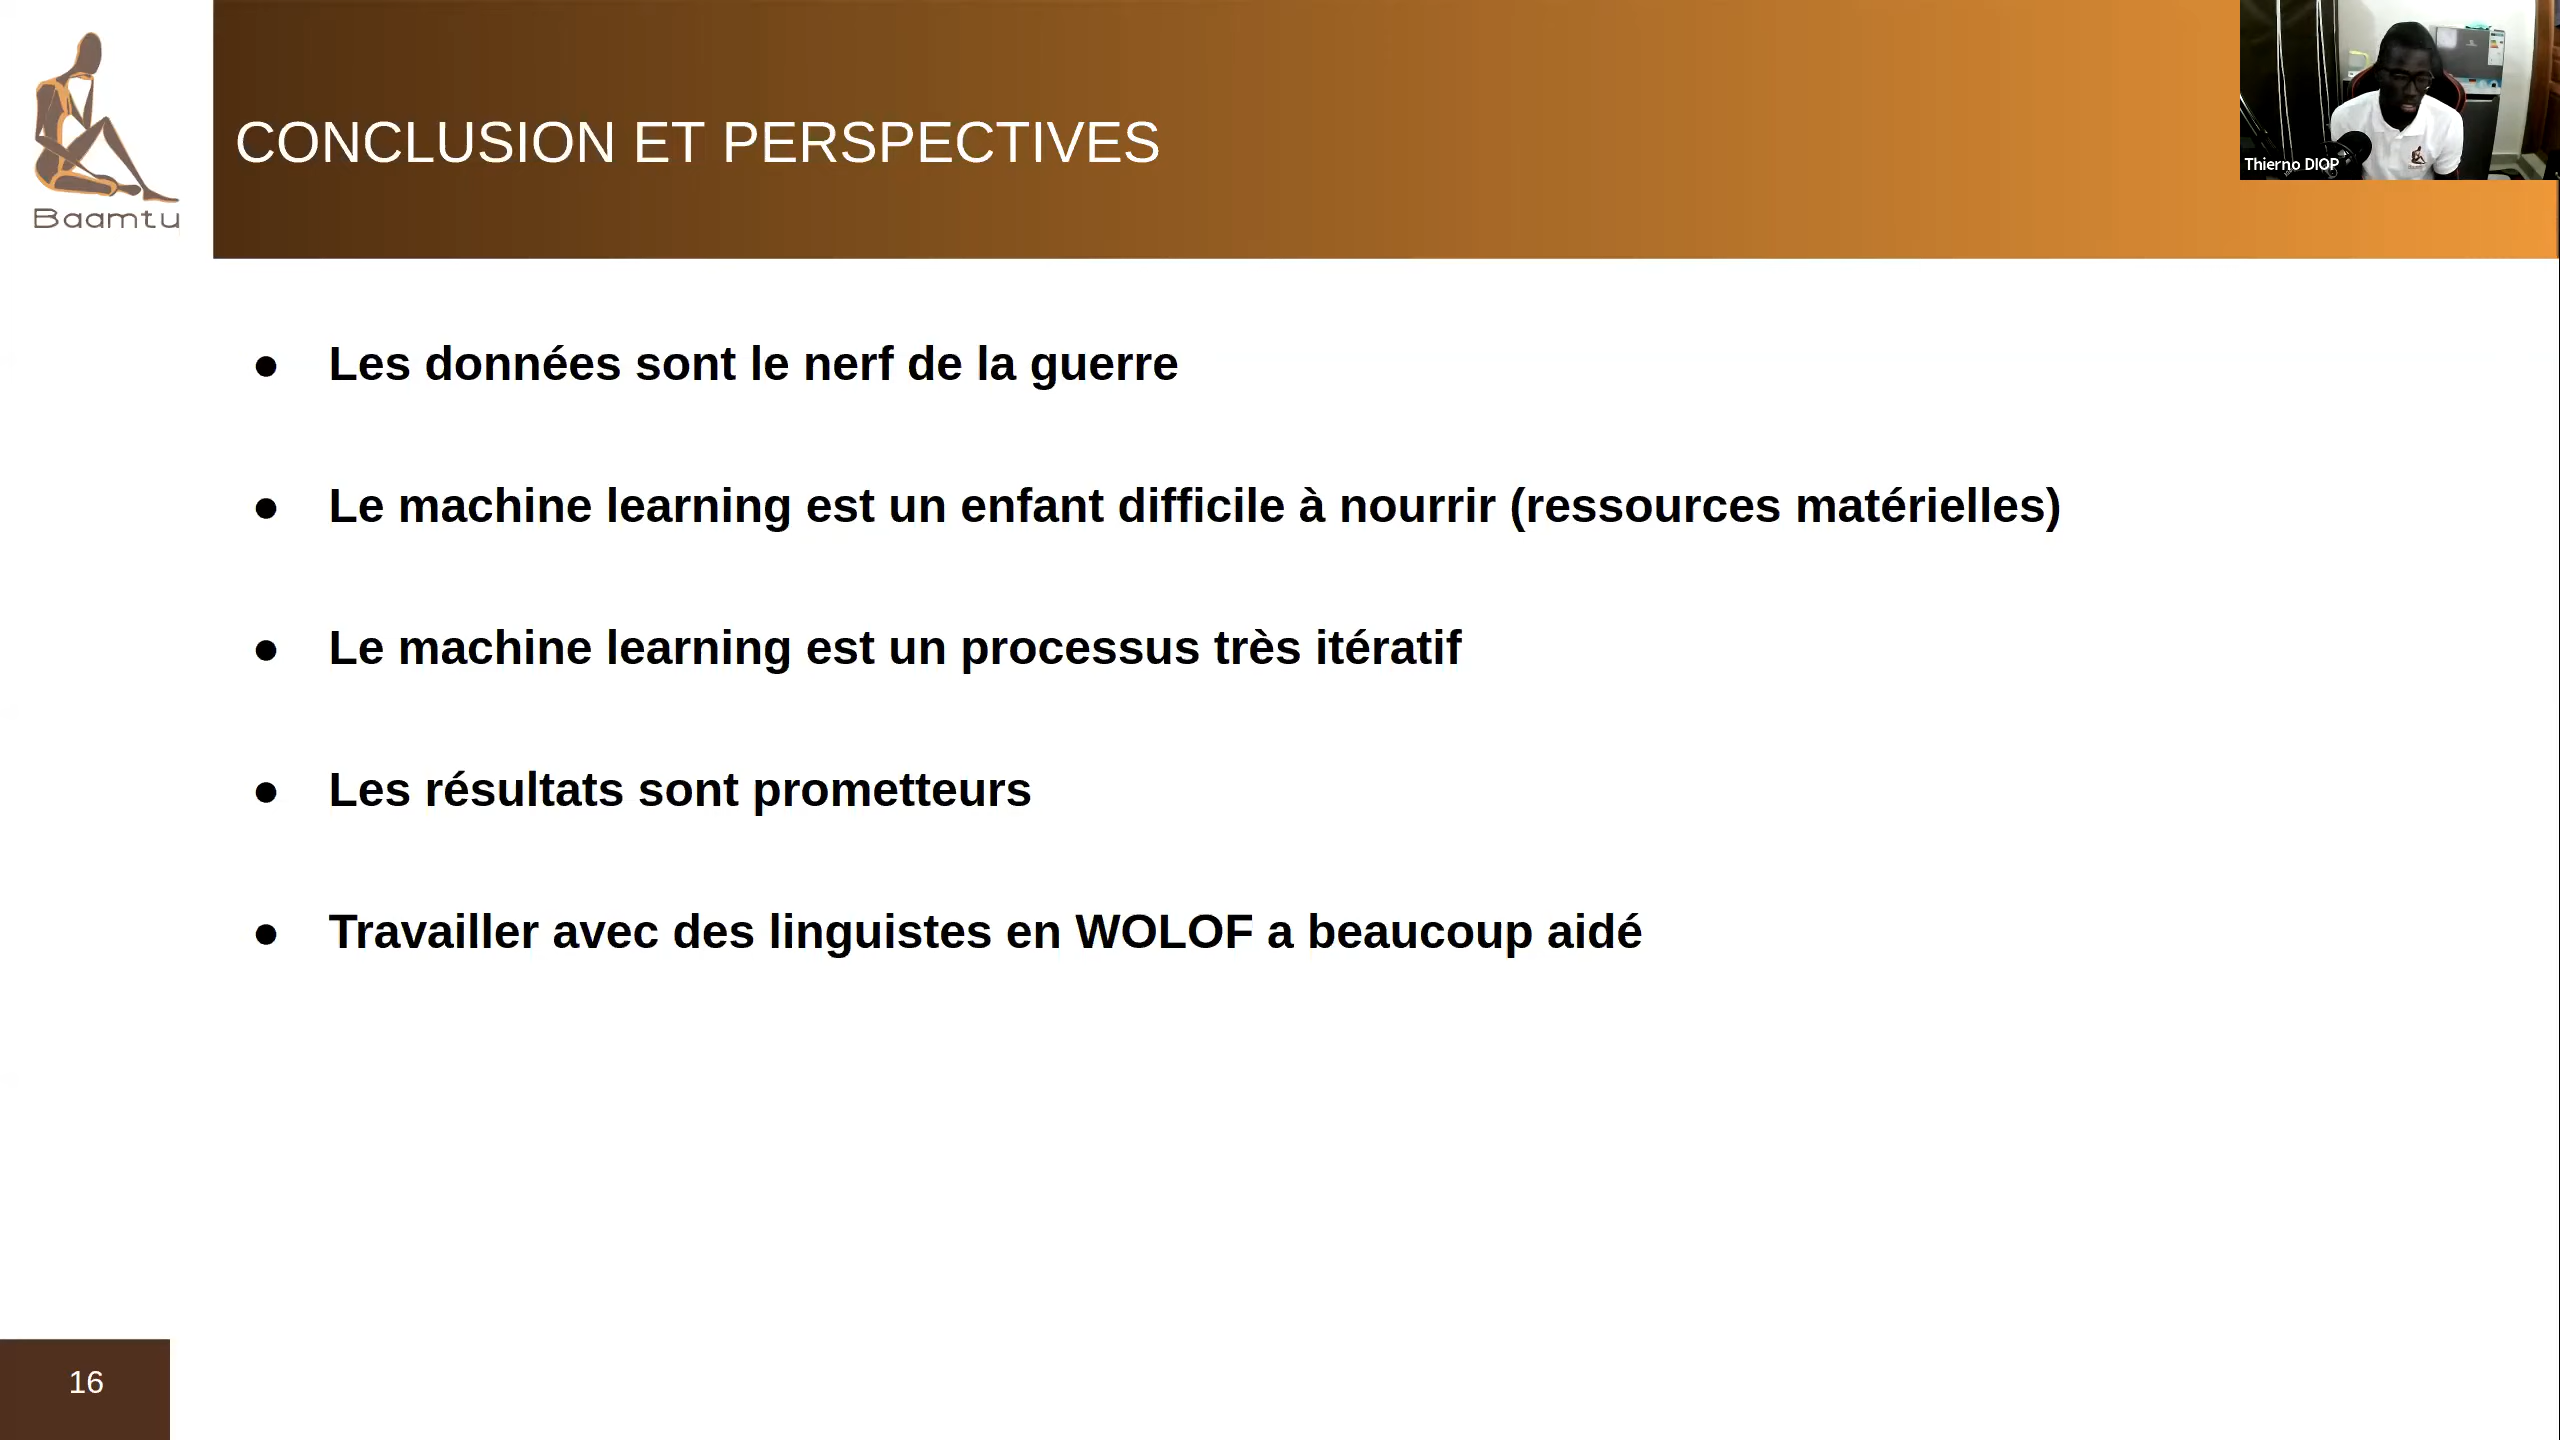 Baamtu
CONCLUSION ET PERSPECTIVES
Thierno DIOP
● Les données sont le nerf de la guerre
● Le machine learning est un enfant difficile à nourrir (ressources matérielles)
● Le machine learning est un processus très itératif
● Les résultats sont prometteurs
● Travailler avec des linguistes en WOLOF a beaucoup aidé
16